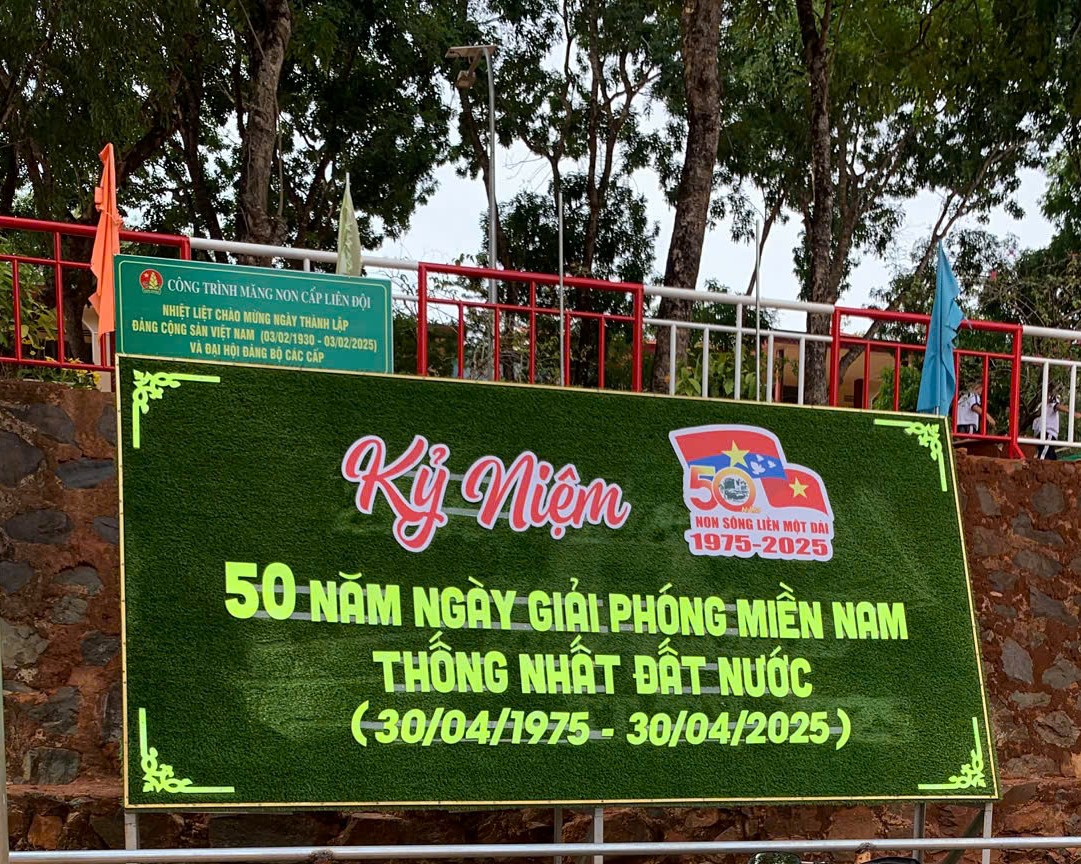 CÔNG TRÌNH MĂNG NON CẤP LIÊN ĐỘI
NHIỆT LIỆT CHÀO MỪNG NGÀY THÀNH LẬP
ĐẢNG CỘNG SẢN VIỆT NAM (03/02/1930 - 03/02/2025)
VÀ ĐẠI HỘI ĐẢNG BỘ CÁC CẤP
Kỷ Niệm
50
NĂM
NON SÔNG LIỀN MỘT DẢI
1975-2025
50 NĂM NGÀY GIẢI PHÓNG MIỀN NAM
THỐNG NHẤT ĐẤT NƯỚC
(30/04/1975 - 30/04/2025)